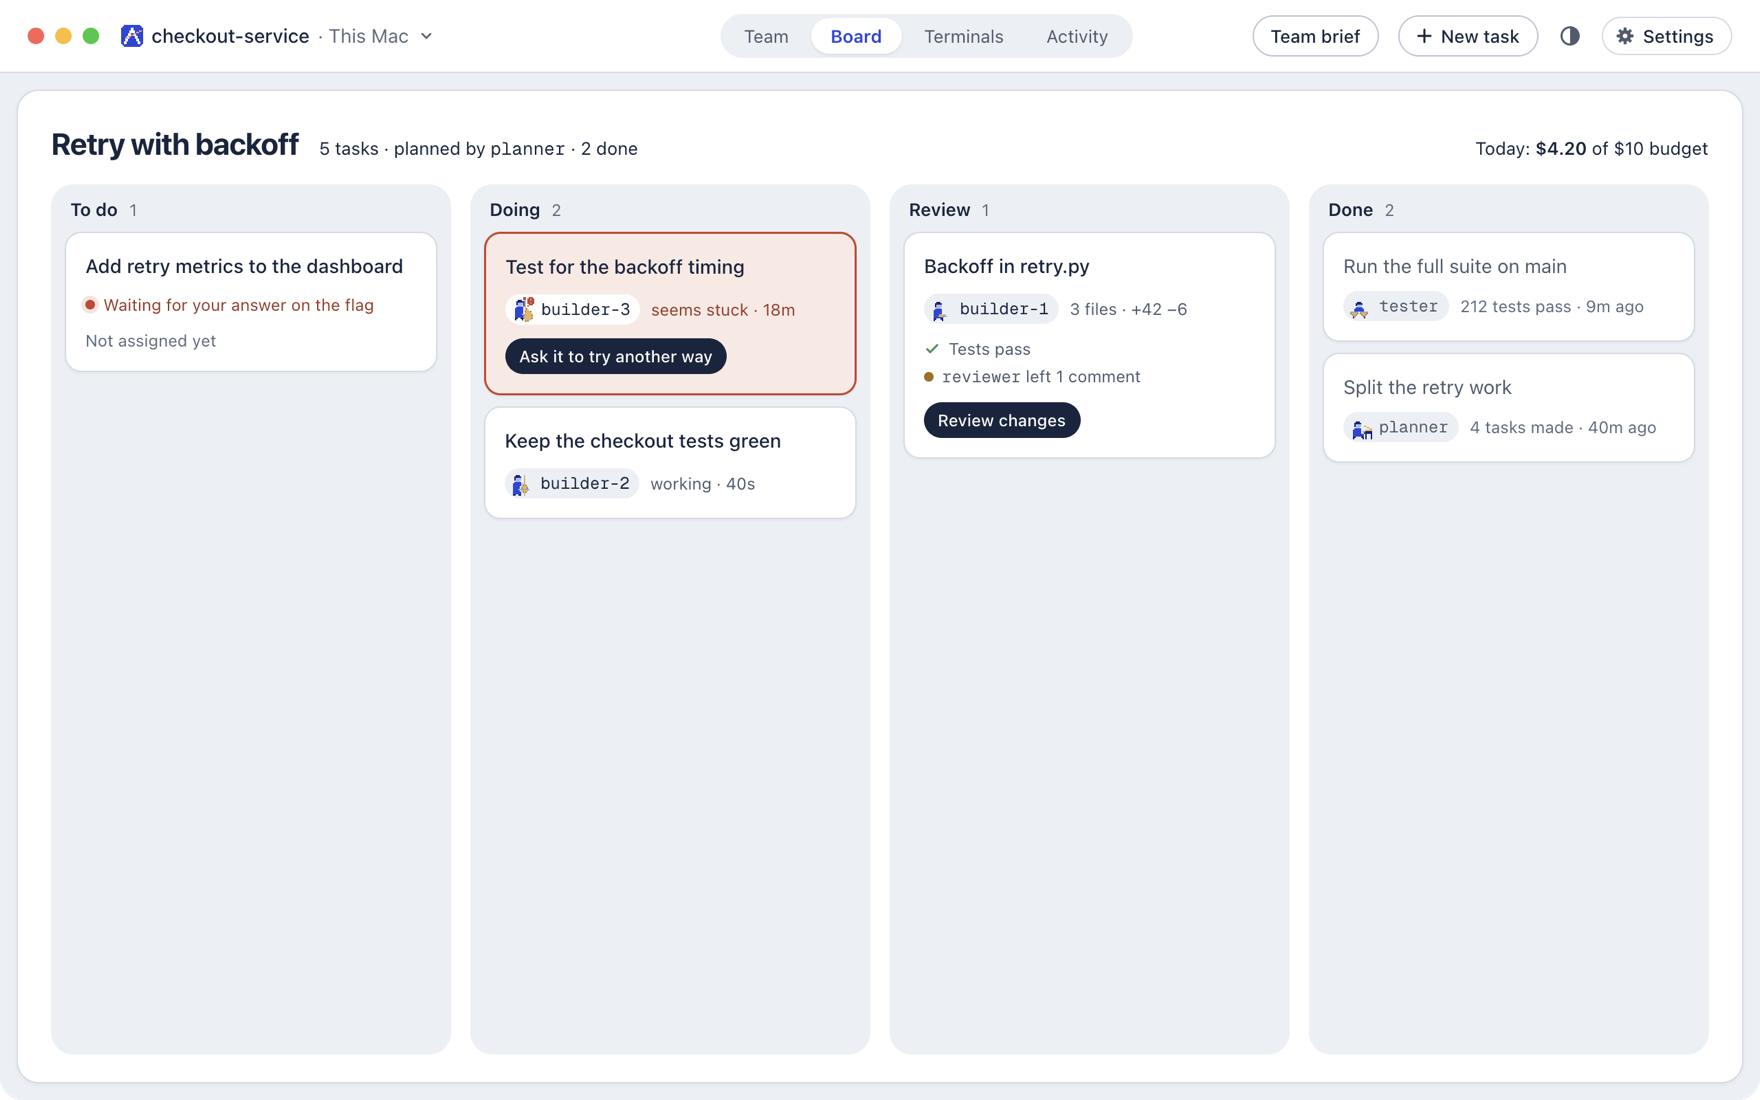 checkout-service · This Mac
Team
Board
Terminals
Activity
Team brief
+ New task
Settings
Retry with backoff
5 tasks · planned by planner · 2 done
Today: $4.20 of $10 budget
To do 1
Add retry metrics to the dashboard
Waiting for your answer on the flag
Not assigned yet
Doing 2
Test for the backoff timing
builder-3 seems stuck · 18m
Ask it to try another way
Keep the checkout tests green
builder-2 working · 40s
Review 1
Backoff in retry.py
builder-1 3 files · +42 −6
Tests pass
reviewer left 1 comment
Review changes
Done 2
Run the full suite on main
tester 212 tests pass · 9m ago
Split the retry work
planner 4 tasks made · 40m ago